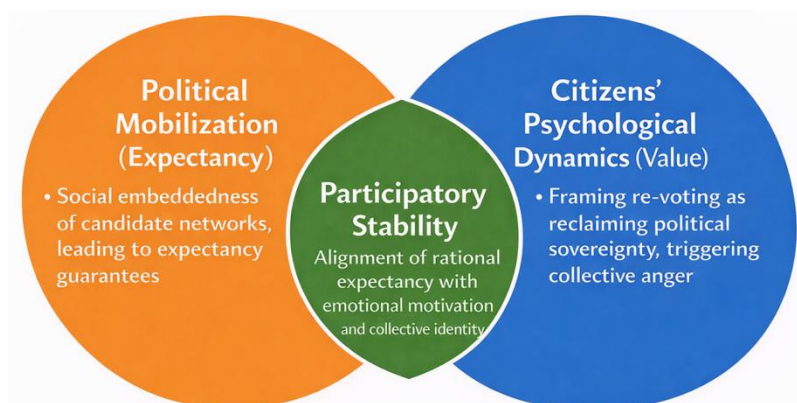 Political
Mobilization
(Expectancy)
• Social embeddedness
of candidate networks,
leading to expectancy
guarantees
Participatory
Stability
Alignment of rational
expectancy with
emotional motivation
and collective identity
Citizens'
Psychological
Dynamics (Value)
• Framing re-voting as
reclaiming political
sovereignty, triggering
collective anger